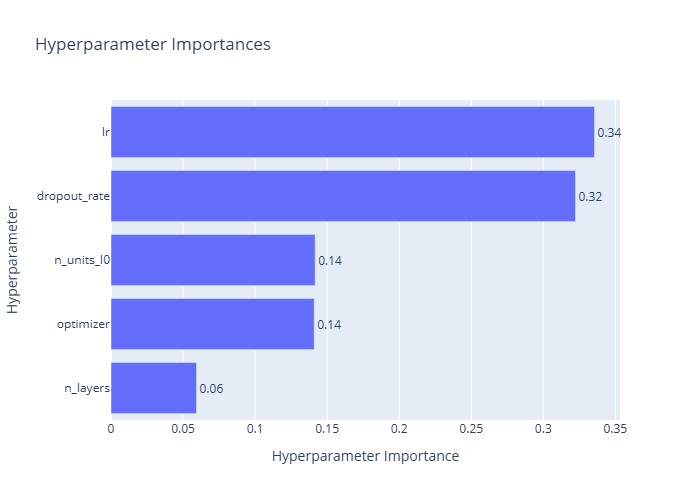 Hyperparameter Importances
Hyperparameter
lr
0.34
dropout_rate
0.32
n_units_l0
0.14
optimizer
0.14
n_layers
0.06
0 0.05 0.1 0.15 0.2 0.25 0.3 0.35
Hyperparameter Importance